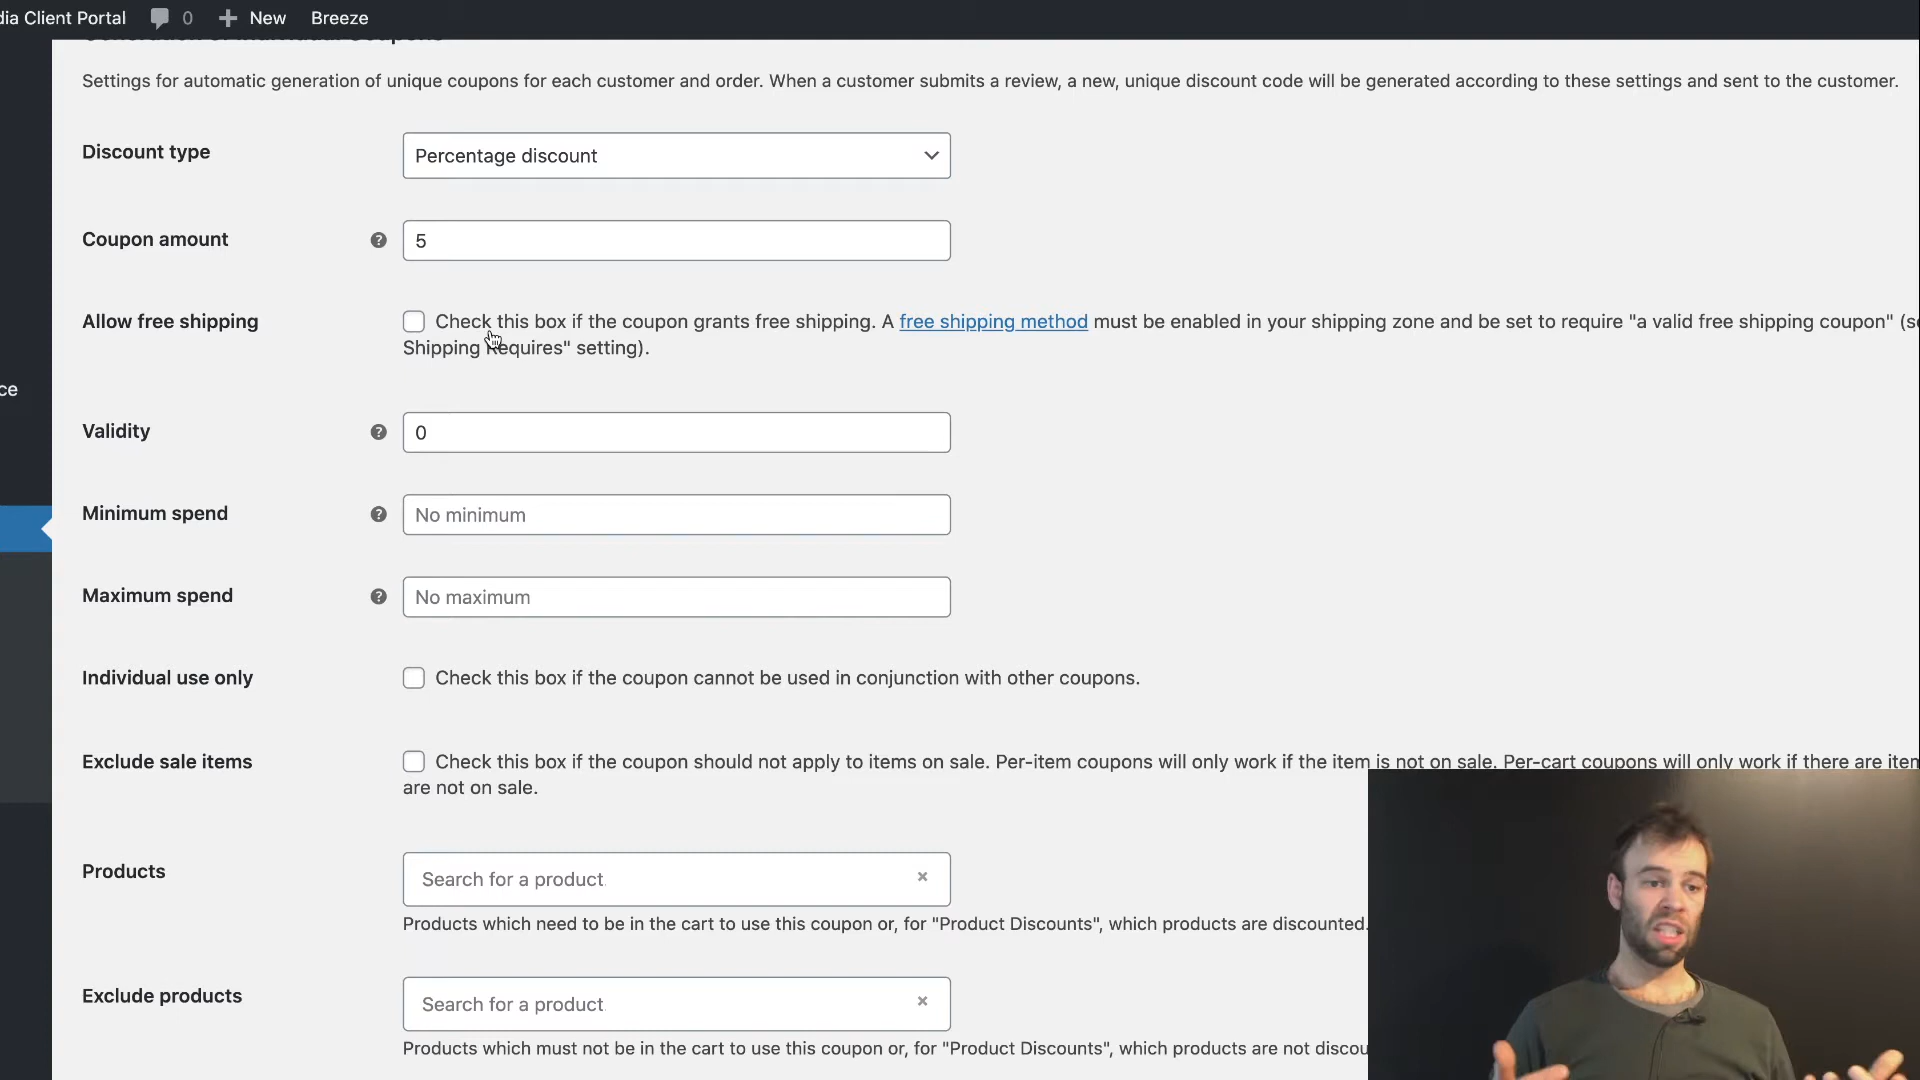 dia Client Portal 0 New Breeze
Settings for automatic generation of unique coupons for each customer and order. When a customer submits a review, a new, unique discount code will be generated according to these settings and sent to the customer.
Discount type
Percentage discount
Coupon amount
5
Allow free shipping
Check this box if the coupon grants free shipping. A free shipping method must be enabled in your shipping zone and be set to require "a valid free shipping coupon" (s
Shipping Requires" setting).
ce
Validity
0
Minimum spend
No minimum
Maximum spend
No maximum
Individual use only
Check this box if the coupon cannot be used in conjunction with other coupons.
Exclude sale items
Check this box if the coupon should not apply to items on sale. Per-item coupons will only work if the item is not on sale. Per-cart coupons will only work if there are
are not on sale.
Products
Search for a product
Products which need to be in the cart to use this coupon or, for "Product Discounts", which products are discounted.
Exclude products
Search for a product
Products which must not be in the cart to use this coupon or, for "Product Discounts", which products are not discou